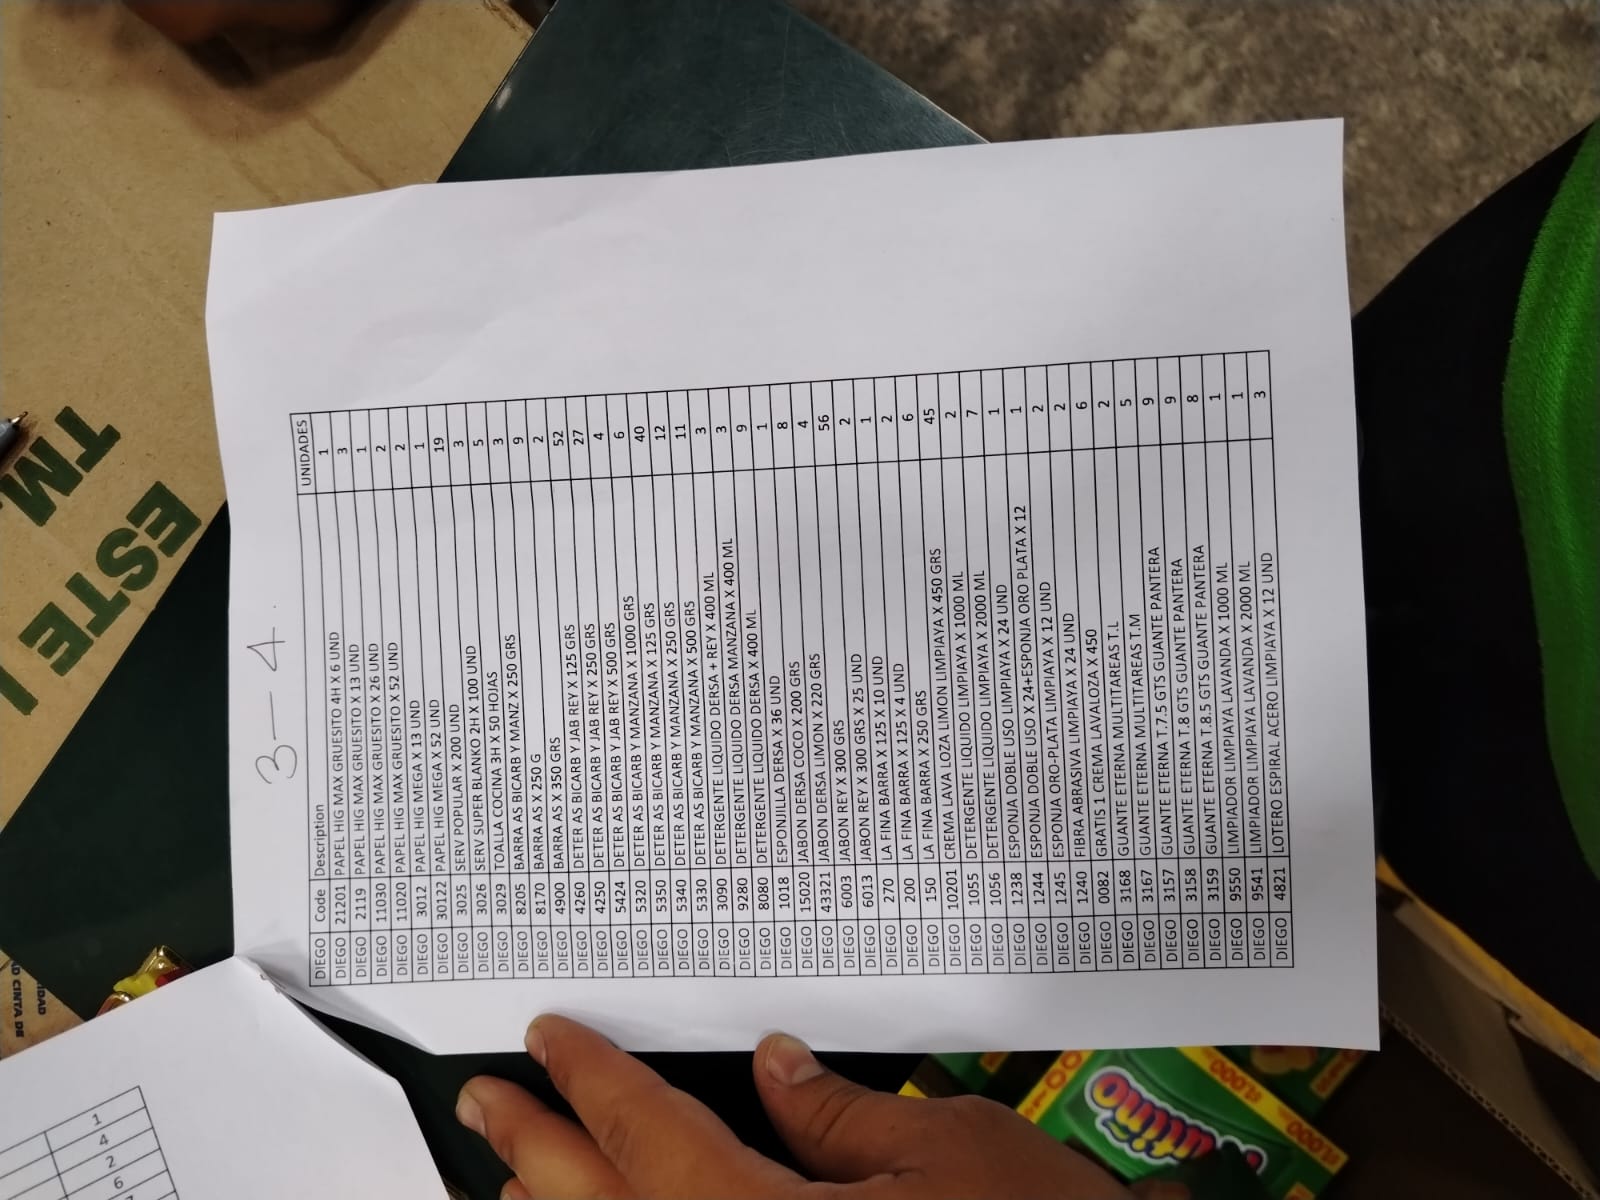 3-4.
DIEGO Code Description UNIDADES
DIEGO 21201 PAPEL HIG MAX GRUESITO 4H X 6 UND 1
DIEGO 2119 PAPEL HIG MAX GRUESITO X 13 UND 3
DIEGO 11030 PAPEL HIG MAX GRUESITO X 26 UND 1
DIEGO 11020 PAPEL HIG MAX GRUESITO X 52 UND 2
DIEGO 3012 PAPEL HIG MEGA X 13 UND 2
DIEGO 30122 PAPEL HIG MEGA X 52 UND 1
DIEGO 3025 SERV POPULAR X 200 UND 19
DIEGO 3026 SERV SUPER BLANKO 2H X 100 UND 3
DIEGO 3029 TOALLA COCINA 3H X 50 HOJAS 5
DIEGO 8205 BARRA AS BICARB Y MANZ X 250 GRS 3
DIEGO 8170 BARRA AS X 250 G 9
DIEGO 4900 BARRA AS X 350 GRS 2
DIEGO 4260 DETER AS BICARB Y JAB REY X 125 GRS 52
DIEGO 4250 DETER AS BICARB Y JAB REY X 250 GRS 27
DIEGO 5424 DETER AS BICARB Y JAB REY X 500 GRS 4
DIEGO 5320 DETER AS BICARB Y MANZANA X 1000 GRS 6
DIEGO 5350 DETER AS BICARB Y MANZANA X 125 GRS 40
DIEGO 5340 DETER AS BICARB Y MANZANA X 250 GRS 12
DIEGO 5330 DETER AS BICARB Y MANZANA X 500 GRS 11
DIEGO 3090 DETERGENTE LIQUIDO DERSA + REY X 400 ML 3
DIEGO 9280 DETERGENTE LIQUIDO DERSA MANZANA X 400 ML 3
DIEGO 8080 DETERGENTE LIQUIDO DERSA X 400 ML 9
DIEGO 1018 ESPONJILLA DERSA X 36 UND 1
DIEGO 15020 JABON DERSA COCO X 200 GRS 8
DIEGO 43321 JABON DERSA LIMON X 220 GRS 4
DIEGO 6003 JABON REY X 300 GRS 56
DIEGO 6013 JABON REY X 300 GRS X 25 UND 2
DIEGO 270 LA FINA BARRA X 125 X 10 UND 1
DIEGO 200 LA FINA BARRA X 125 X 4 UND 2
DIEGO 150 LA FINA BARRA X 250 GRS 6
DIEGO 10201 CREMA LAVA LOZA LIMON LIMPIAYA X 450 GRS 45
DIEGO 1055 DETERGENTE LIQUIDO LIMPIAYA X 1000 ML 2
DIEGO 1056 DETERGENTE LIQUIDO LIMPIAYA X 2000 ML 7
DIEGO 1238 ESPONJA DOBLE USO LIMPIAYA X 24 UND 1
DIEGO 1244 ESPONJA DOBLE USO X 24+ESPONJA ORO PLATA X 12 1
DIEGO 1245 ESPONJA ORO-PLATA LIMPIAYA X 12 UND 2
DIEGO 1240 FIBRA ABRASIVA LIMPIAYA X 24 UND 2
DIEGO 0082 GRATIS 1 CREMA LAVALOZA X 450 6
DIEGO 3168 GUANTE ETERNA MULTITAREAS T.L 2
DIEGO 3167 GUANTE ETERNA MULTITAREAS T.M 5
DIEGO 3157 GUANTE ETERNA T.7.5 GTS GUANTE PANTERA 9
DIEGO 3158 GUANTE ETERNA T.8 GTS GUANTE PANTERA 9
DIEGO 3159 GUANTE ETERNA T.8.5 GTS GUANTE PANTERA 8
DIEGO 9550 LIMPIADOR LIMPIAYA LAVANDA X 1000 ML 1
DIEGO 9541 LIMPIADOR LIMPIAYA LAVANDA X 2000 ML 1
DIEGO 4821 LOTERO ESPIRAL ACERO LIMPIAYA X 12 UND 3
1
4
2
6
ESTE
TM
CINTA DE